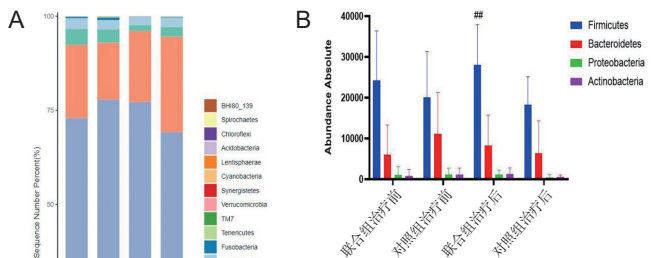 A
Sequence Number Percent(%)
100
75
50
BHI80_139
Spirochaetes
Chloroflexi
Acidobacteria
Lentisphaerae
Cyanobacteria
Synergistetes
Verrucomicrobia
TM7
Tenericutes
Fusobacteria
B
Abundance Absolute
40000
30000
20000
10000
0
##
Firmicutes
Bacteroidetes
Proteobacteria
Actinobacteria
联合组治疗前
对照组治疗前
联合组治疗后
对照组治疗后